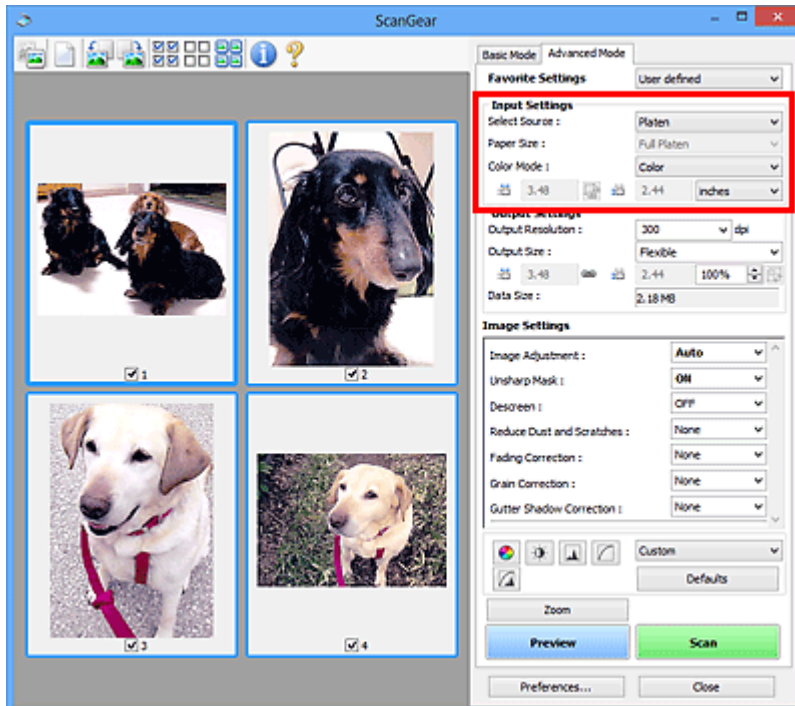 ScanGear
Basic Mode Advanced Mode
Favorite Settings User defined
Input Settings
Select Source : Platen
Paper Size : Full Platen
Color Mode : Color
3.48 2.44 inches
Output Settings
Output Resolution : 300 dpi
Output Size : Flexible
3.48 2.44 100%
Data Size : 2.18 MB
Image Settings
Image Adjustment : Auto
Unsharp Mask : ON
Descreen : OFF
Reduce Dust and Scratches : None
Fading Correction : None
Grain Correction : None
Gutter Shadow Correction : None
Custom
Defaults
Zoom
Preview Scan
Preferences... Close
1 2
3 4